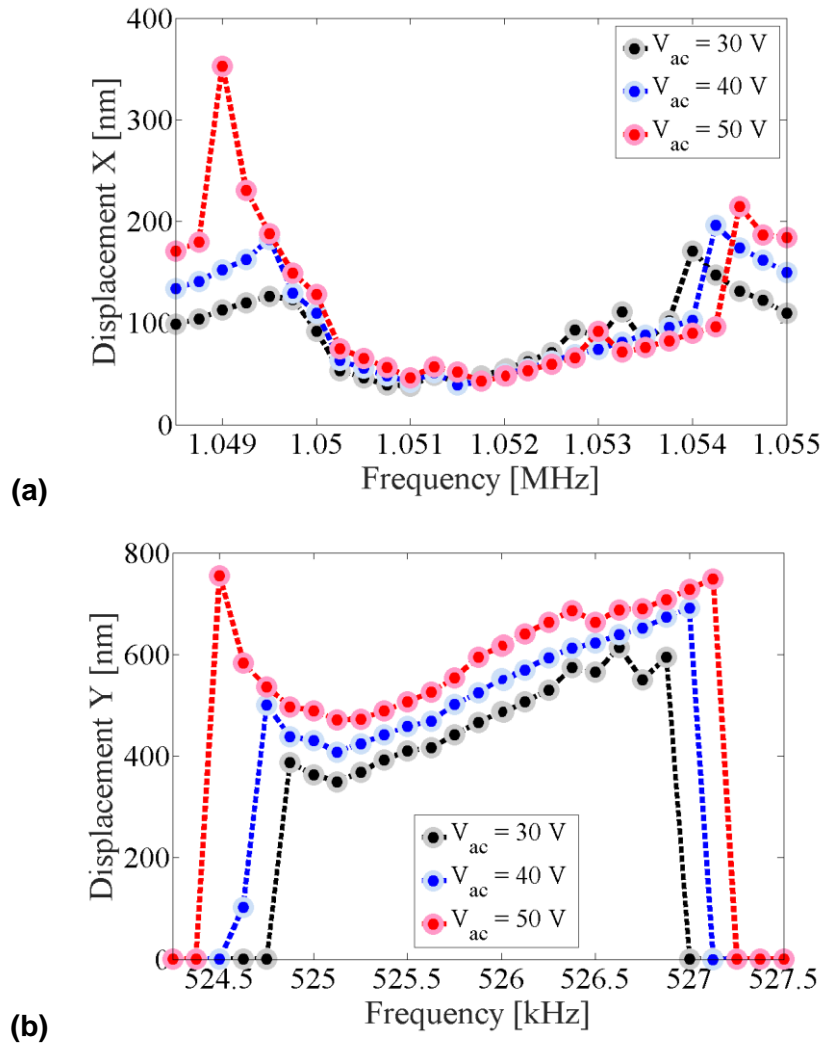 400
300
200
100
0
Displacement X [nm]
V_ac = 30 V
V_ac = 40 V
V_ac = 50 V
1.049 1.05 1.051 1.052 1.053 1.054 1.055
Frequency [MHz]
(a)
800
600
400
200
0
Displacement Y [nm]
V_ac = 30 V
V_ac = 40 V
V_ac = 50 V
524.5 525 525.5 526 526.5 527 527.5
Frequency [kHz]
(b)